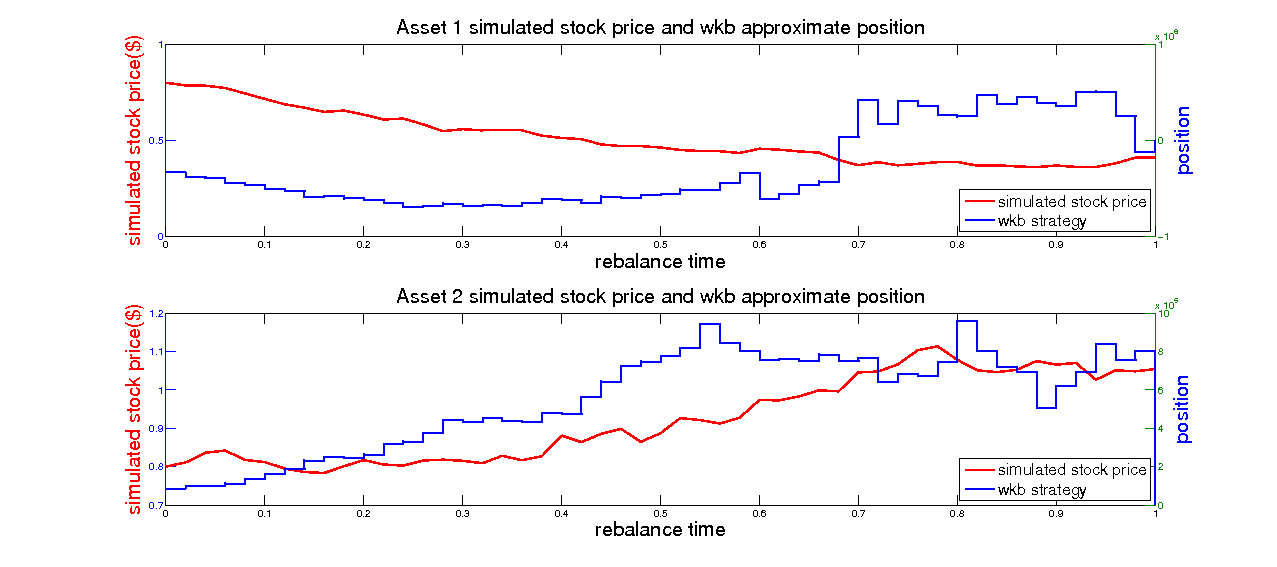 Asset 1 simulated stock price and wkb approximate position
simulated stock price($)
1
0.5
0
x 10^6
1
0
-1
position
simulated stock price
wkb strategy
0 0.1 0.2 0.3 0.4 0.5 0.6 0.7 0.8 0.9 1
rebalance time
Asset 2 simulated stock price and wkb approximate position
simulated stock price($)
1.2
1.1
1
0.9
0.8
0.7
x 10^5
10
8
6
4
2
0
position
simulated stock price
wkb strategy
0 0.1 0.2 0.3 0.4 0.5 0.6 0.7 0.8 0.9 1
rebalance time